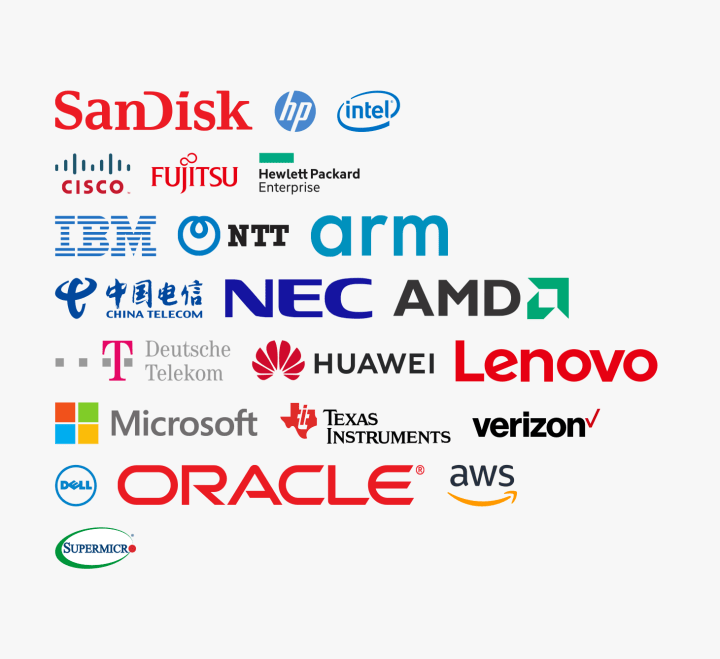 SanDisk hp intel
CISCO FUJITSU Hewlett Packard
Enterprise
IBM NTT arm
中国电信 NEC AMD
CHINA TELECOM
T Deutsche
Telekom HUAWEI Lenovo
Microsoft TEXAS
INSTRUMENTS verizon✓
DELL ORACLE® aws
SUPERMICRO